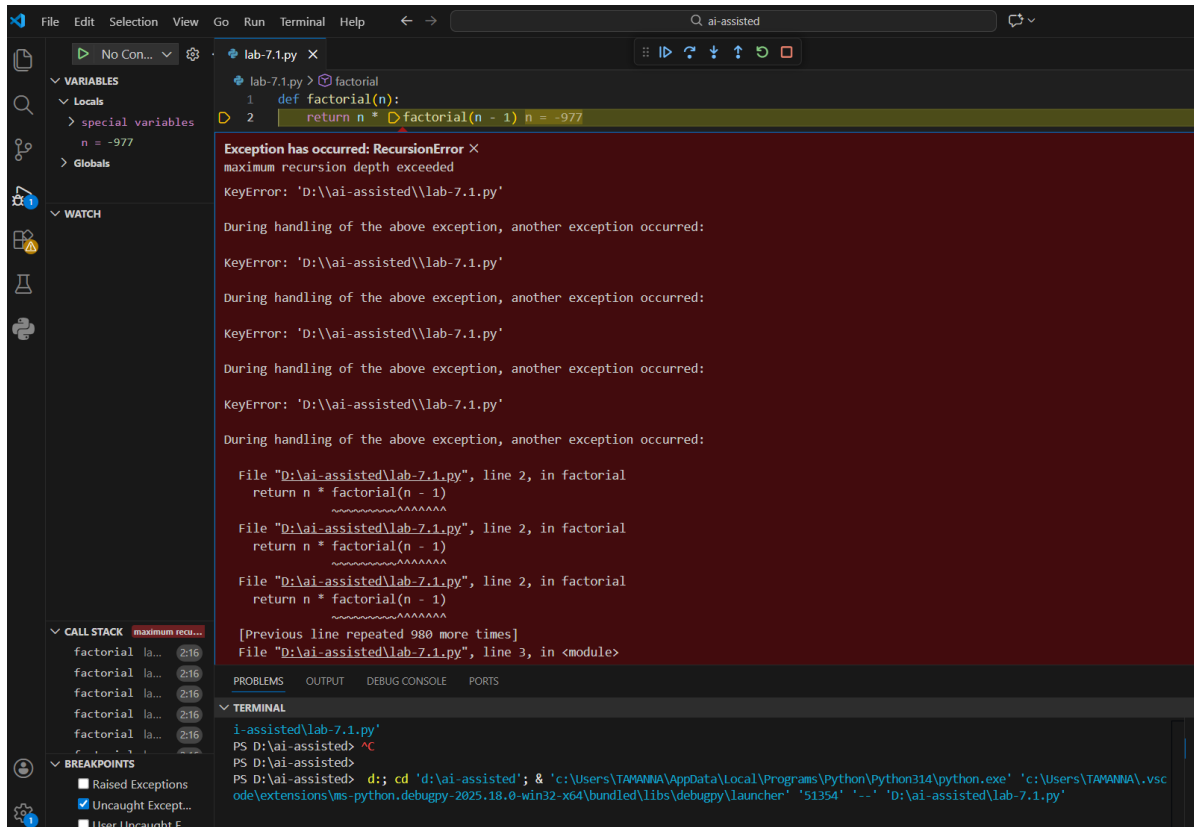 File Edit Selection View Go Run Terminal Help
ai-assisted
No Con...
lab-7.1.py
VARIABLES
Locals
special variables
n = -977
Globals
WATCH
lab-7.1.py > factorial
1 def factorial(n):
2 return n * factorial(n - 1) n = -977
Exception has occurred: RecursionError
maximum recursion depth exceeded
KeyError: 'D:\\ai-assisted\\lab-7.1.py'
During handling of the above exception, another exception occurred:
KeyError: 'D:\\ai-assisted\\lab-7.1.py'
During handling of the above exception, another exception occurred:
KeyError: 'D:\\ai-assisted\\lab-7.1.py'
During handling of the above exception, another exception occurred:
KeyError: 'D:\\ai-assisted\\lab-7.1.py'
During handling of the above exception, another exception occurred:
File "D:\ai-assisted\lab-7.1.py", line 2, in factorial
return n * factorial(n - 1)
~~~~~~~~~^^^^^^^
File "D:\ai-assisted\lab-7.1.py", line 2, in factorial
return n * factorial(n - 1)
~~~~~~~~~^^^^^^^
File "D:\ai-assisted\lab-7.1.py", line 2, in factorial
return n * factorial(n - 1)
~~~~~~~~~^^^^^^^
[Previous line repeated 980 more times]
File "D:\ai-assisted\lab-7.1.py", line 3, in <module>
CALL STACK maximum recu...
factorial la... 2:16
factorial la... 2:16
factorial la... 2:16
factorial la... 2:16
factorial la... 2:16
BREAKPOINTS
Raised Exceptions
Uncaught Except...
1
1
PROBLEMS OUTPUT DEBUG CONSOLE PORTS
TERMINAL
i-assisted\lab-7.1.py'
PS D:\ai-assisted> ^C
PS D:\ai-assisted>
PS D:\ai-assisted> d:; cd 'd:\ai-assisted'; & 'c:\Users\TAMANNA\AppData\Local\Programs\Python\Python314\python.exe' 'c:\Users\TAMANNA\.vsc
ode\extensions\ms-python.debugpy-2025.18.0-win32-x64\bundled\libs\debugpy\launcher' '51354' '--' 'D:\ai-assisted\lab-7.1.py'